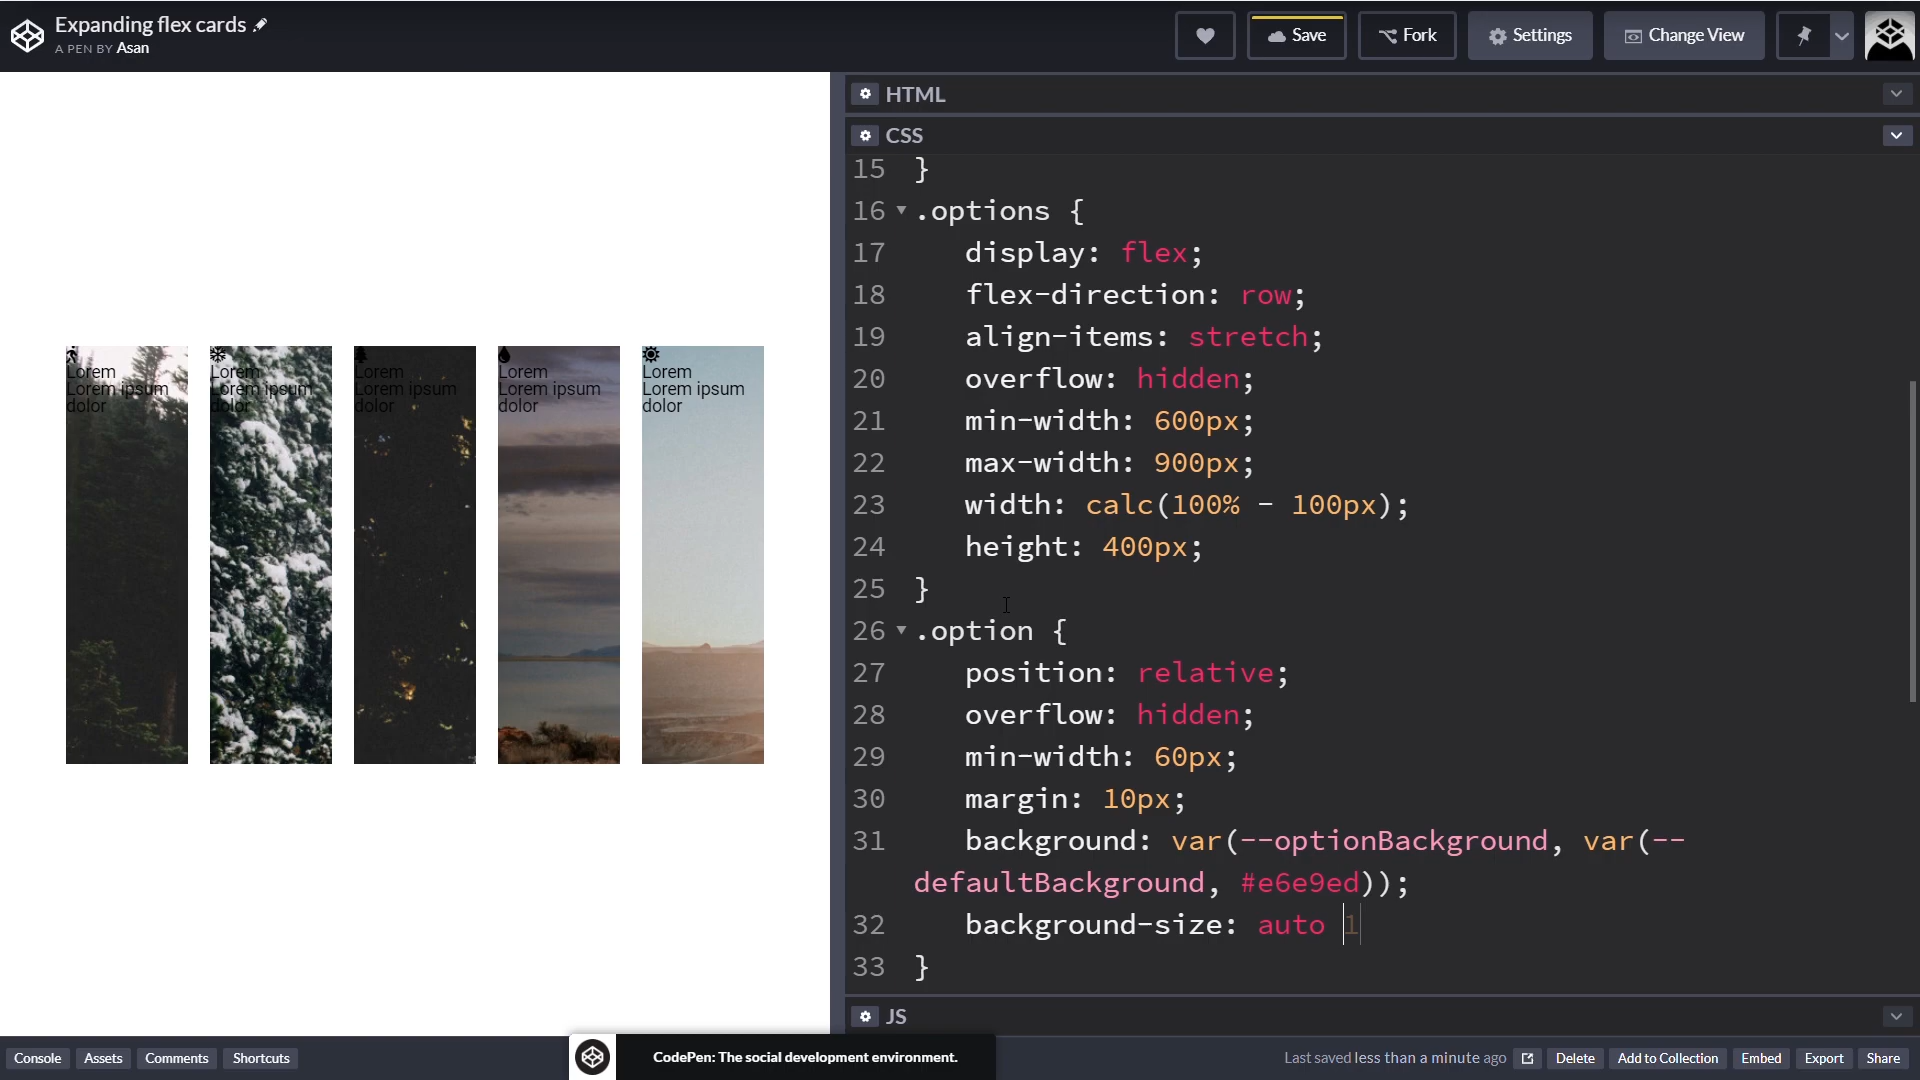 Expanding flex cards
A PEN BY Asan
Save
Fork
Settings
Change View
HTML
CSS
15 }
16 .options {
17 display: flex;
18 flex-direction: row;
19 align-items: stretch;
20 overflow: hidden;
21 min-width: 600px;
22 max-width: 900px;
23 width: calc(100% - 100px);
24 height: 400px;
25 }
26 .option {
27 position: relative;
28 overflow: hidden;
29 min-width: 60px;
30 margin: 10px;
31 background: var(--optionBackground, var(--
defaultBackground, #e6e9ed));
32 background-size: auto 1
33 }
JS
Lorem
Lorem ipsum
dolor
Lorem
Lorem ipsum
dolor
Lorem
Lorem ipsum
dolor
Lorem
Lorem ipsum
dolor
Lorem
Lorem ipsum
dolor
Console
Assets
Comments
Shortcuts
CodePen: The social development environment.
Last saved less than a minute ago
Delete
Add to Collection
Embed
Export
Share